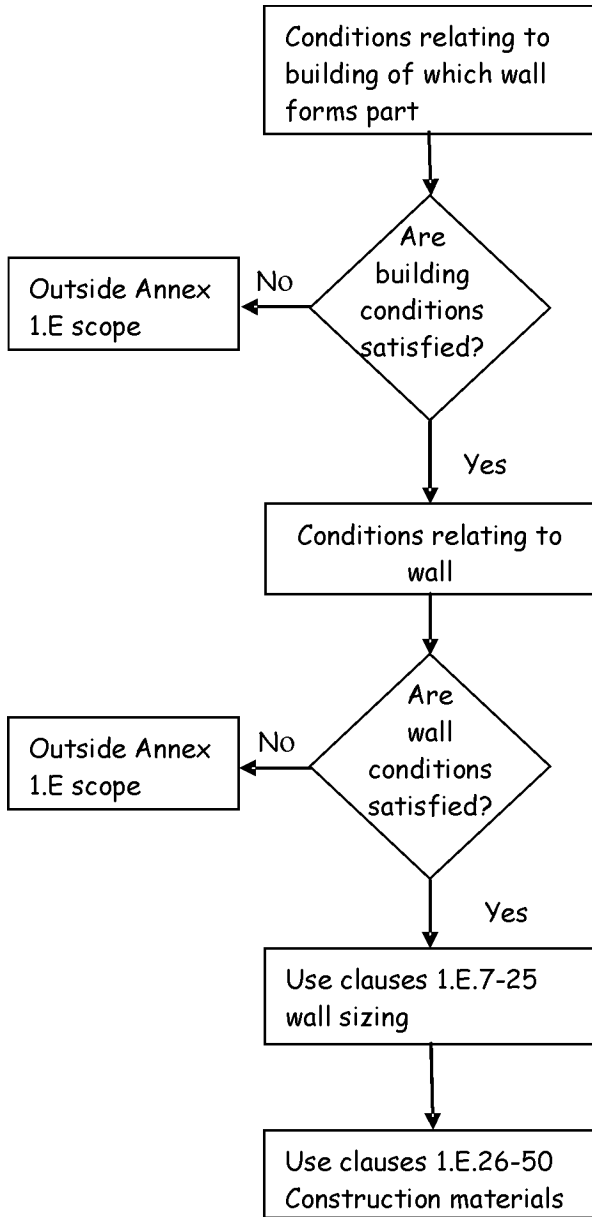 Conditions relating to
building of which wall
forms part
Are
building
conditions
satisfied?
No
Outside Annex
1.E scope
Yes
Conditions relating to
wall
Are
wall
conditions
satisfied?
No
Outside Annex
1.E scope
Yes
Use clauses 1.E.7-25
wall sizing
Use clauses 1.E.26-50
Construction materials